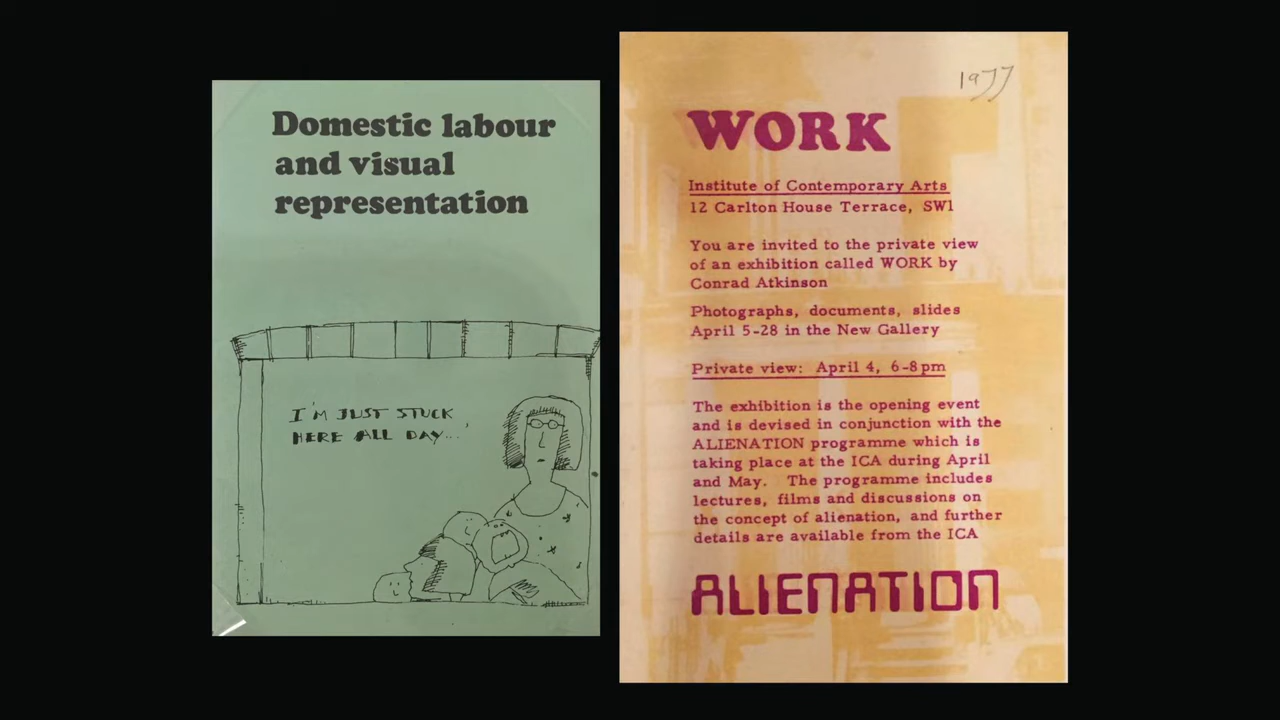 Domestic labour
and visual
representation
I'M JUST STUCK
HERE ALL DAY...
1977
WORK
Institute of Contemporary Arts
12 Carlton House Terrace, SW1
You are invited to the private view
of an exhibition called WORK by
Conrad Atkinson
Photographs, documents, slides
April 5-28 in the New Gallery
Private view: April 4, 6-8pm
The exhibition is the opening event
and is devised in conjunction with the
ALIENATION programme which is
taking place at the ICA during April
and May. The programme includes
lectures, films and discussions on
the concept of alienation, and further
details are available from the ICA
ALIENATION